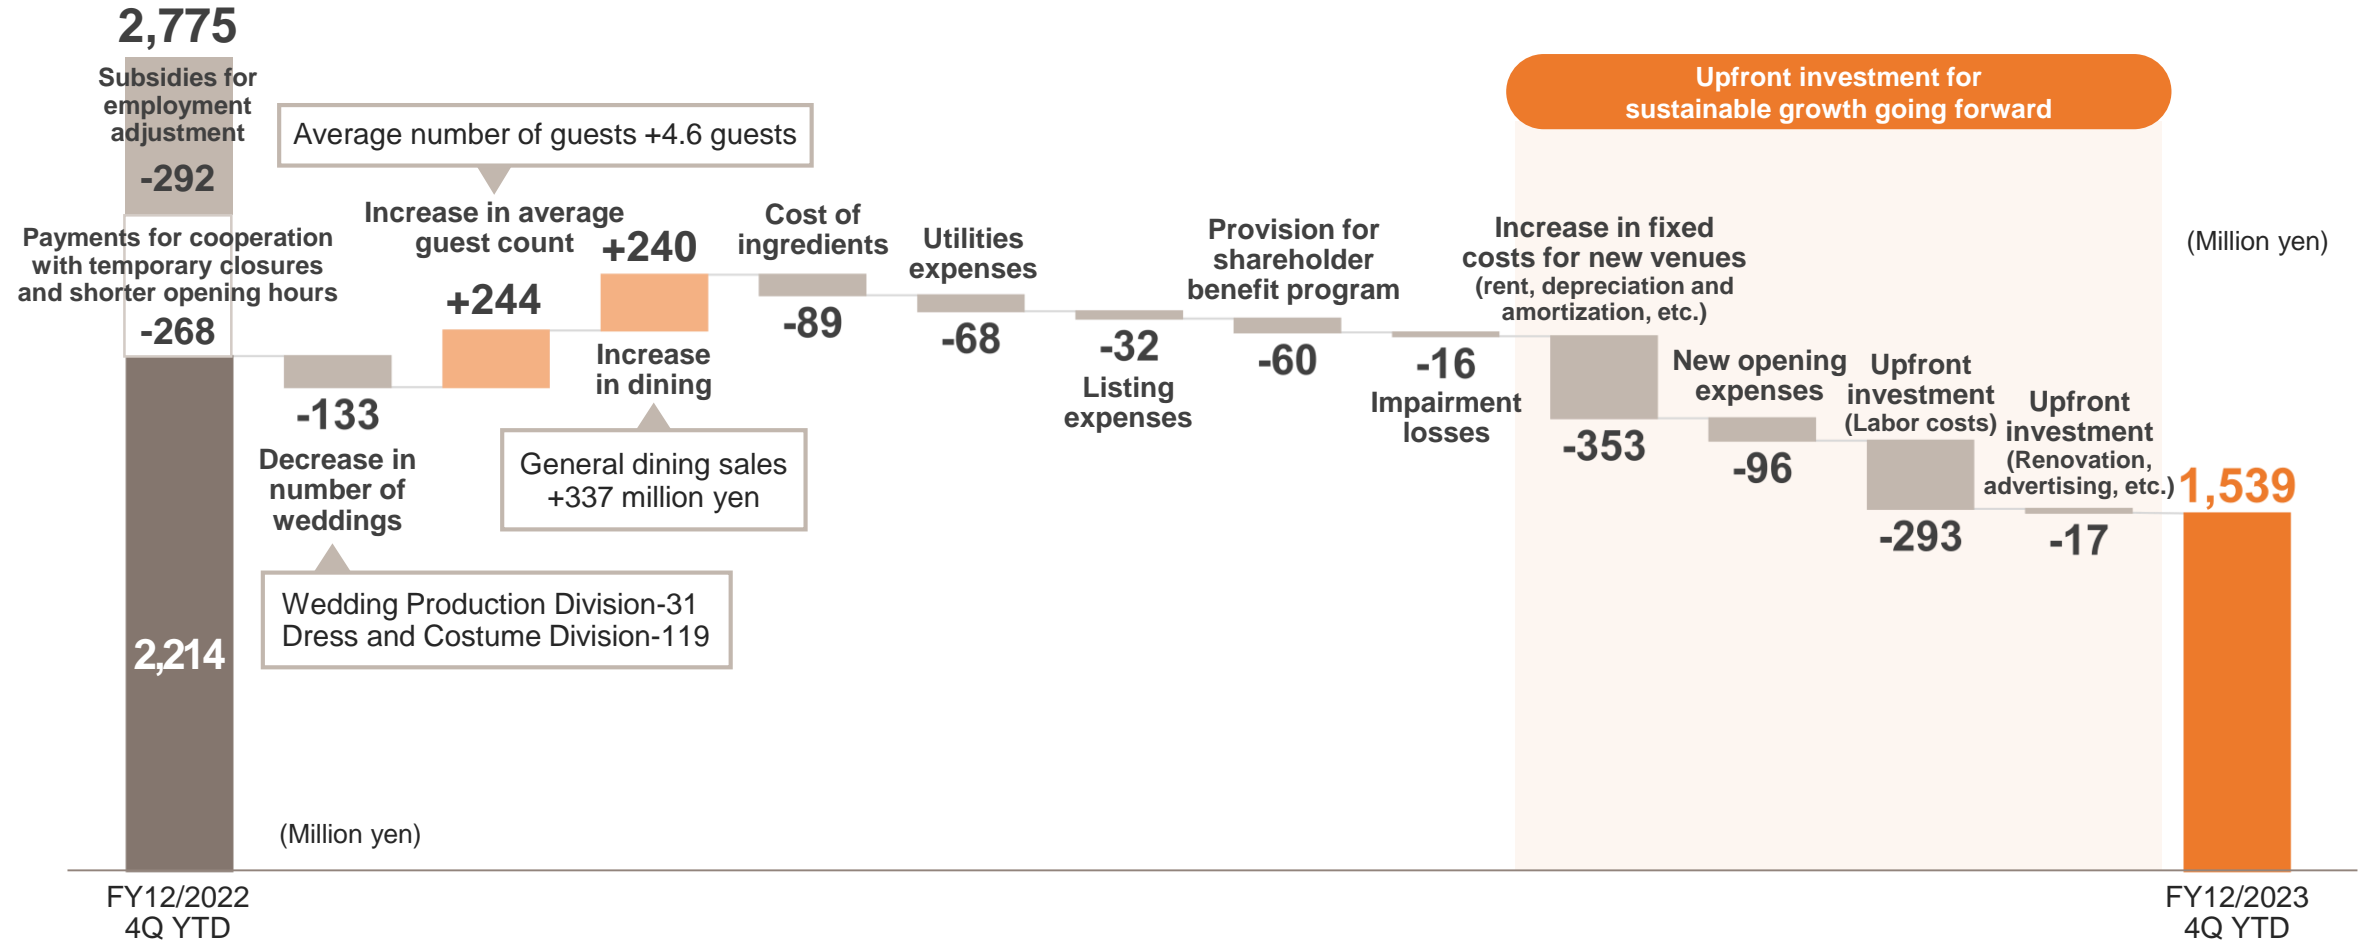 2,775
Subsidies for
employment
adjustment
-292
Payments for cooperation
with temporary closures
and shorter opening hours
-268
2,214
FY12/2022
4Q YTD
-133
Decrease in
number of
weddings
Wedding Production Division-31
Dress and Costume Division-119
(Million yen)
Average number of guests +4.6 guests
Increase in average
guest count
+244
+240
Increase
in dining
General dining sales
+337 million yen
Cost of
ingredients
-89
Utilities
expenses
-68
-32
Listing
expenses
Provision for
shareholder
benefit program
-60
-16
Impairment
losses
Upfront investment for
sustainable growth going forward
Increase in fixed
costs for new venues
(rent, depreciation and
amortization, etc.)
-353
New opening
expenses
-96
Upfront
investment
(Labor costs)
-293
Upfront
investment
(Renovation,
advertising, etc.)
-17
(Million yen)
1,539
FY12/2023
4Q YTD